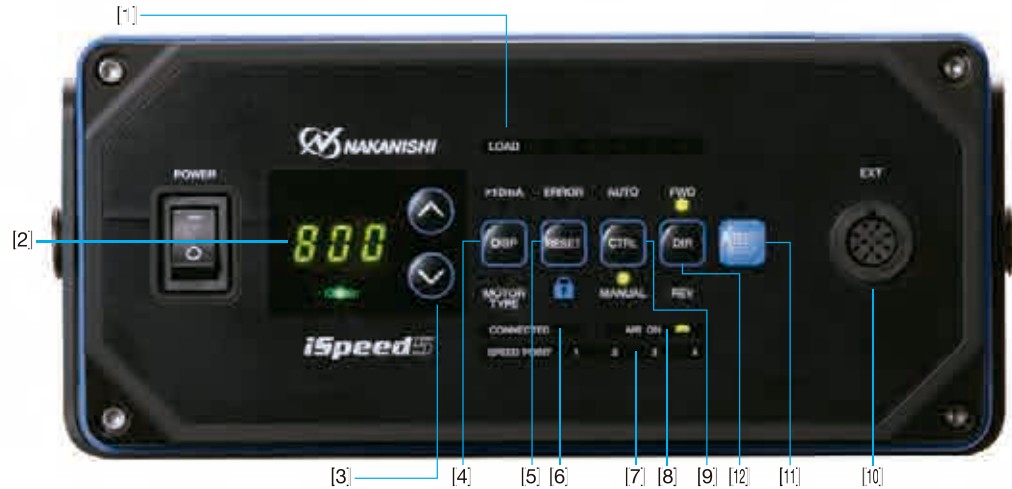 [1]
NAKANISHI
LOAD
POWER
EXT
>10mA ERROR AUTO FWD
[2]
800
DISP RESET CTRL DIR
MOTOR TYPE
MANUAL REV
CONNECTED AIR ON
iSpeed5
SPEED POINT 1 2 3 4
[3] [4] [5] [6] [7] [8] [9] [12] [11] [10]